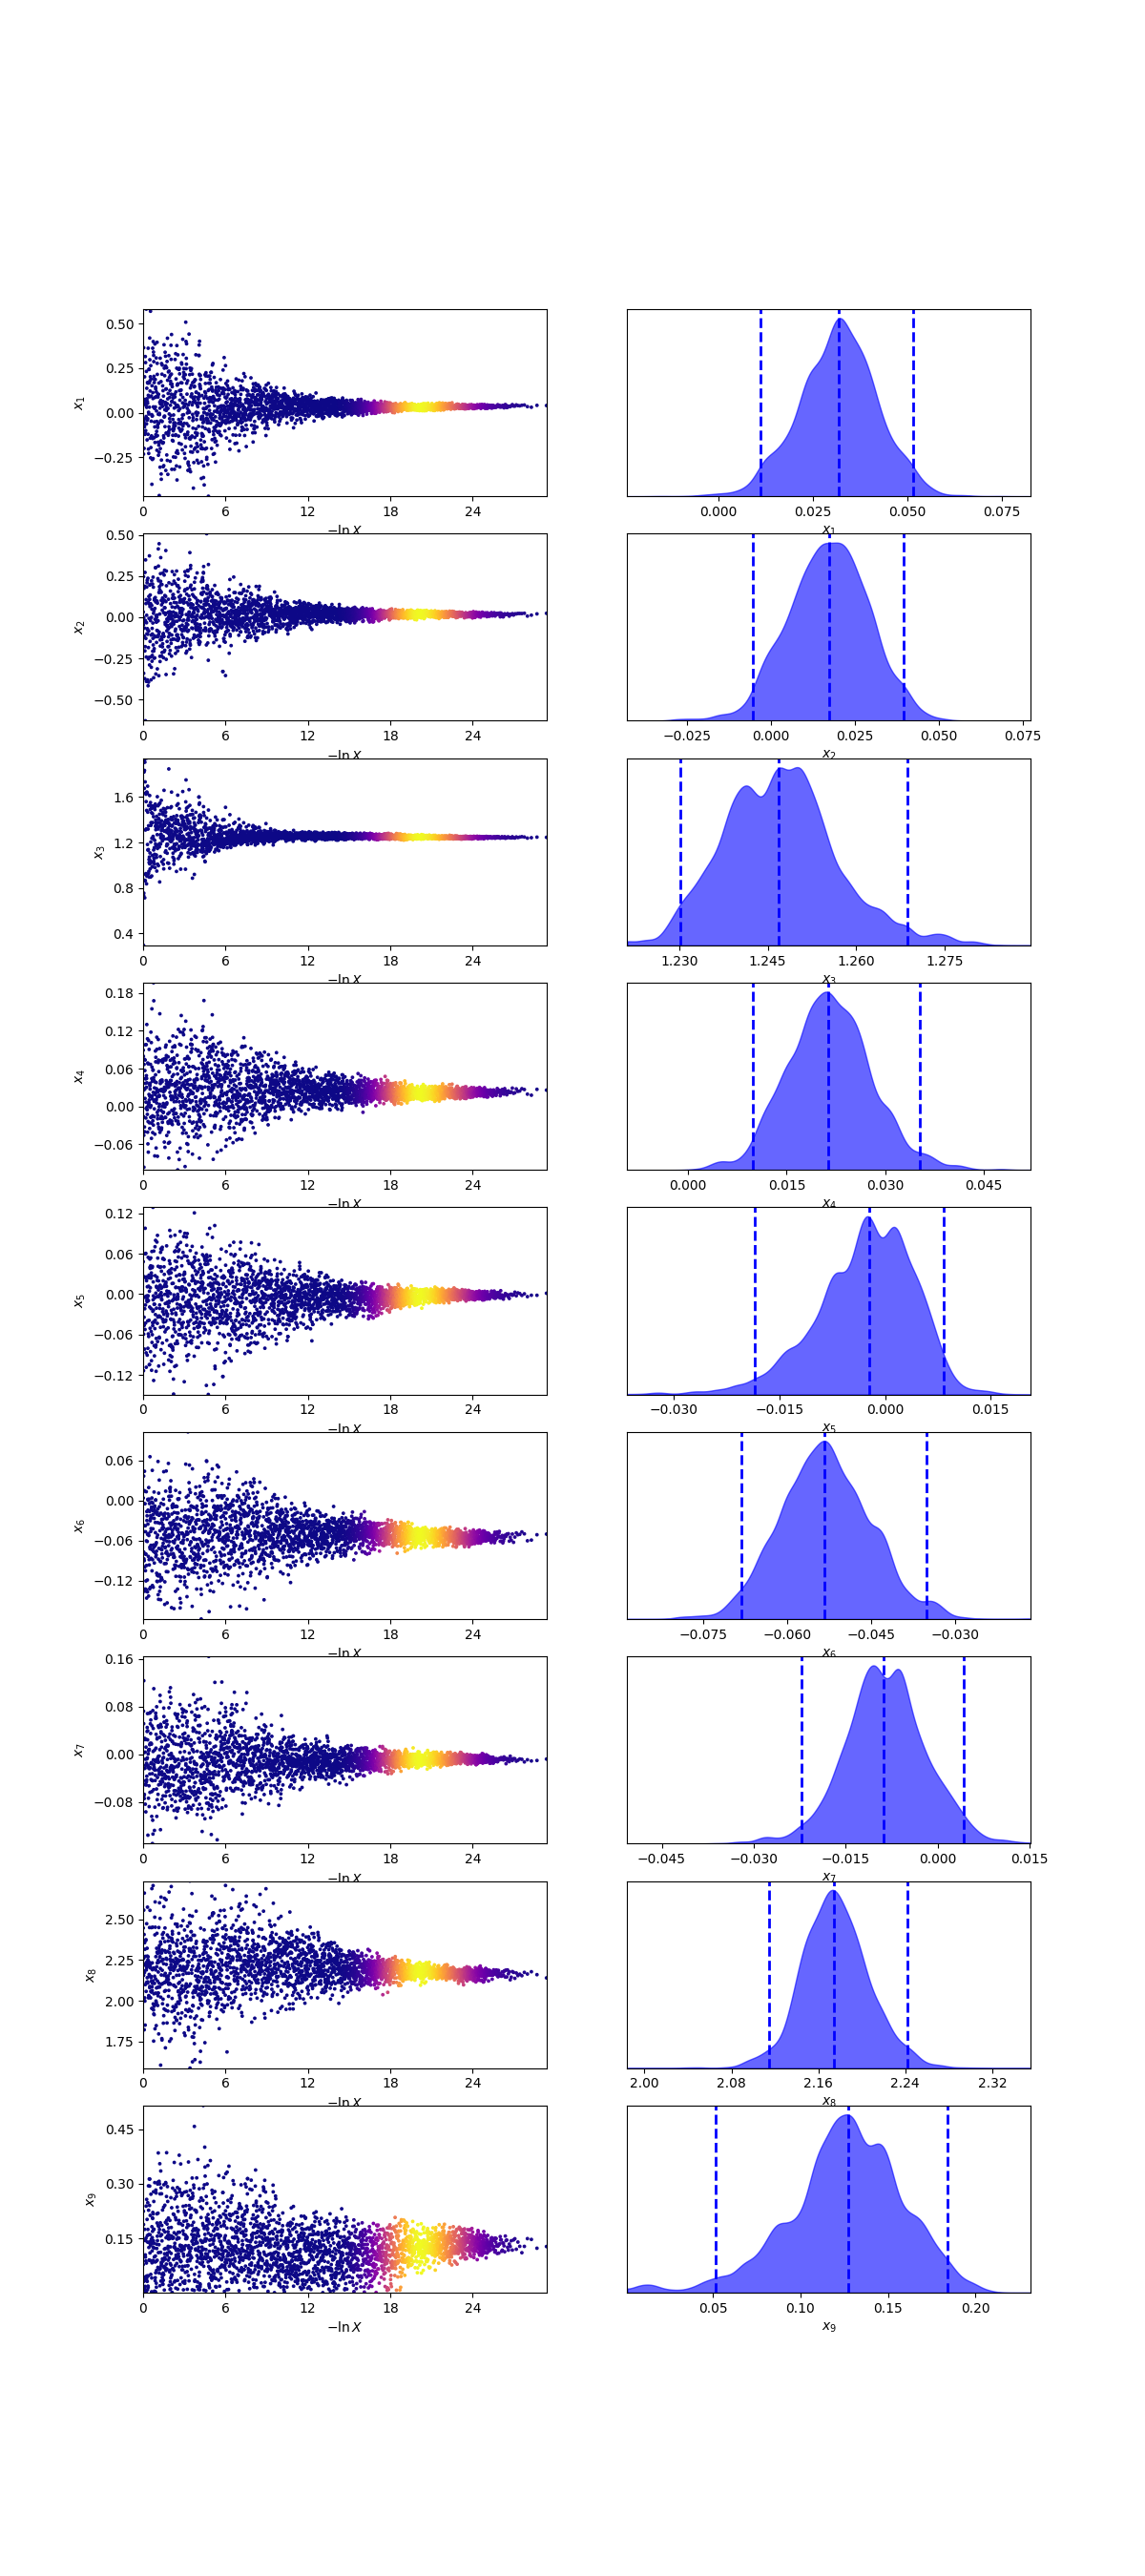 0.50
0.25
0.00
−0.25
x₁
0 6 12 18 24
−ln X
0.000 0.025 0.050 0.075
x₁
0.50
0.25
0.00
−0.25
−0.50
x₂
0 6 12 18 24
−ln X
−0.025 0.000 0.025 0.050 0.075
x₂
1.6
1.2
0.8
0.4
x₃
0 6 12 18 24
−ln X
1.230 1.245 1.260 1.275
x₃
0.18
0.12
0.06
0.00
−0.06
x₄
0 6 12 18 24
−ln X
0.000 0.015 0.030 0.045
x₄
0.12
0.06
0.00
−0.06
−0.12
x₅
0 6 12 18 24
−ln X
−0.030 −0.015 0.000 0.015
x₅
0.06
0.00
−0.06
−0.12
x₆
0 6 12 18 24
−ln X
−0.075 −0.060 −0.045 −0.030
x₆
0.16
0.08
0.00
−0.08
x₇
0 6 12 18 24
−ln X
−0.045 −0.030 −0.015 0.000 0.015
x₇
2.50
2.25
2.00
1.75
x₈
0 6 12 18 24
−ln X
2.00 2.08 2.16 2.24 2.32
x₈
0.45
0.30
0.15
x₉
0 6 12 18 24
−ln X
0.05 0.10 0.15 0.20
x₉